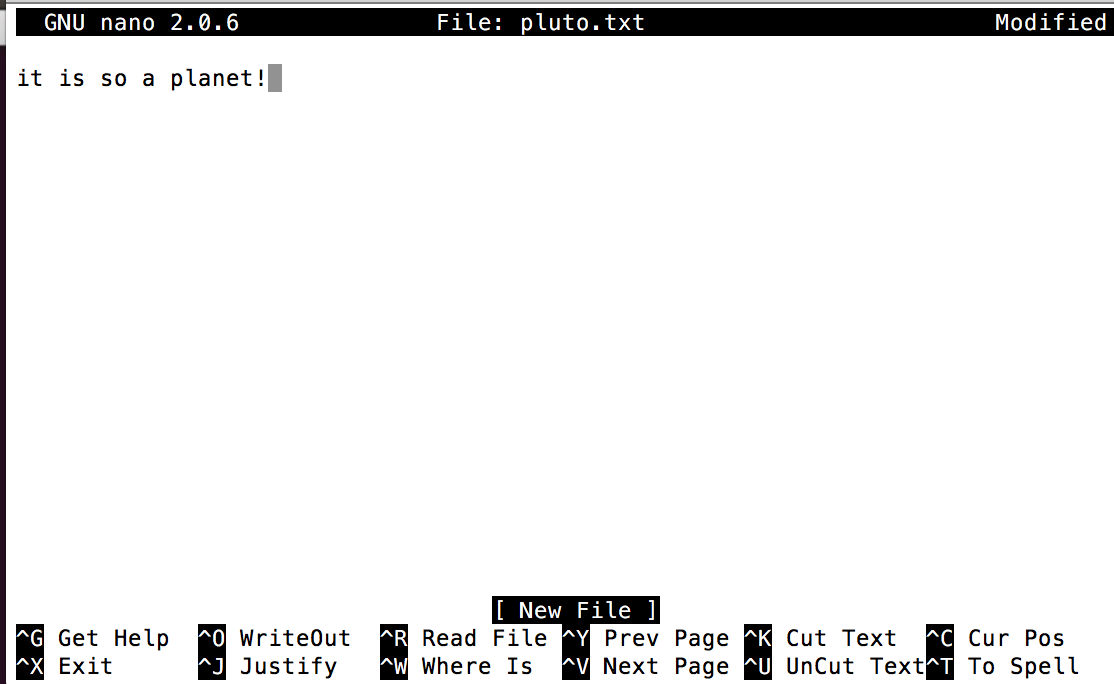 GNU nano 2.0.6 File: pluto.txt Modified
it is so a planet!
[ New File ]
^G Get Help ^O WriteOut ^R Read File ^Y Prev Page ^K Cut Text ^C Cur Pos
^X Exit ^J Justify ^W Where Is ^V Next Page ^U UnCut Text ^T To Spell